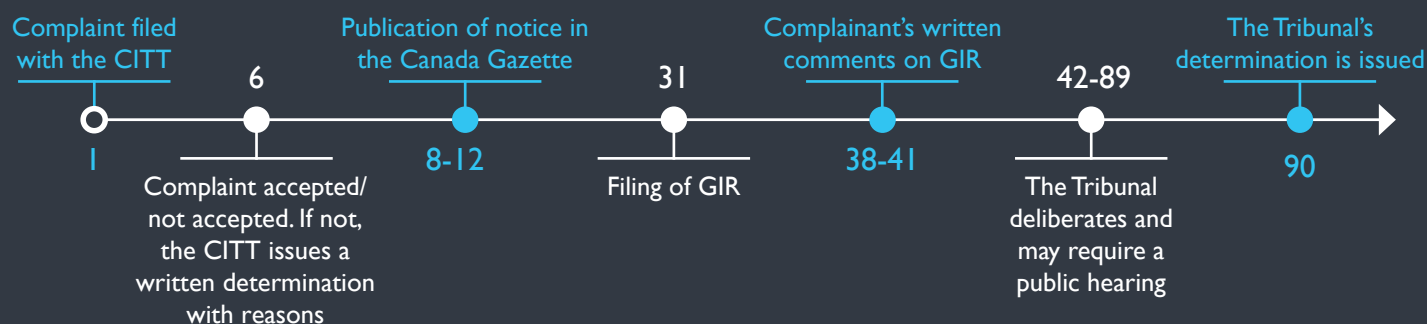 Complaint filed
with the CITT
1
6
Complaint accepted/
not accepted. If not,
the CITT issues a
written determination
with reasons
Publication of notice in
the Canada Gazette
8-12
31
Filing of GIR
Complainant's written
comments on GIR
38-41
42-89
The Tribunal
deliberates and
may require a
public hearing
The Tribunal's
determination is issued
90